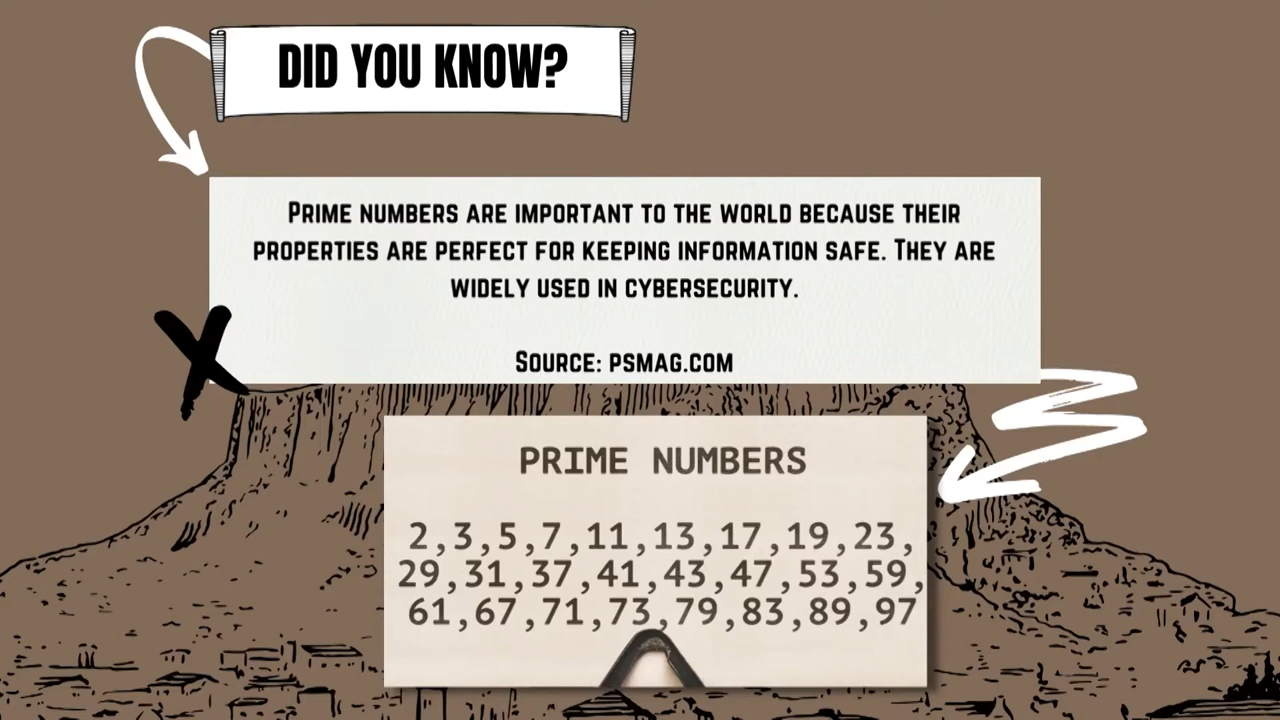 DID YOU KNOW?
PRIME NUMBERS ARE IMPORTANT TO THE WORLD BECAUSE THEIR
PROPERTIES ARE PERFECT FOR KEEPING INFORMATION SAFE. THEY ARE
WIDELY USED IN CYBERSECURITY.
SOURCE: PSMAG.COM
PRIME NUMBERS
2,3,5,7,11,13,17,19,23,
29,31,37,41,43,47,53,59,
61,67,71,73,79,83,89,97